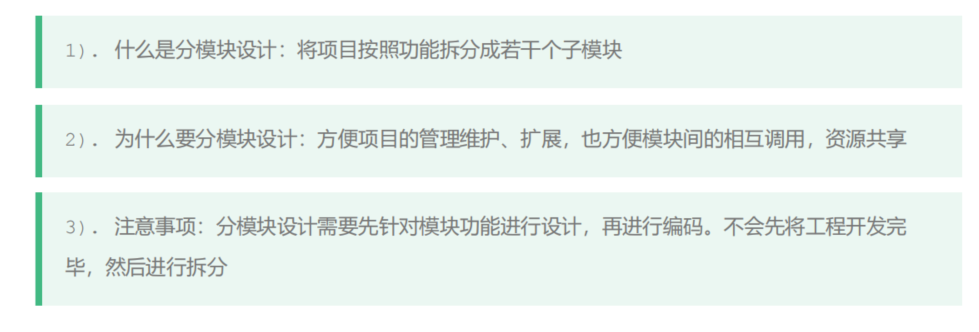 1). 什么是分模块设计：将项目按照功能拆分成若干个子模块
2). 为什么要分模块设计：方便项目的管理维护、扩展，也方便模块间的相互调用，资源共享
3). 注意事项：分模块设计需要先针对模块功能进行设计，再进行编码。不会先将工程开发完
毕，然后进行拆分